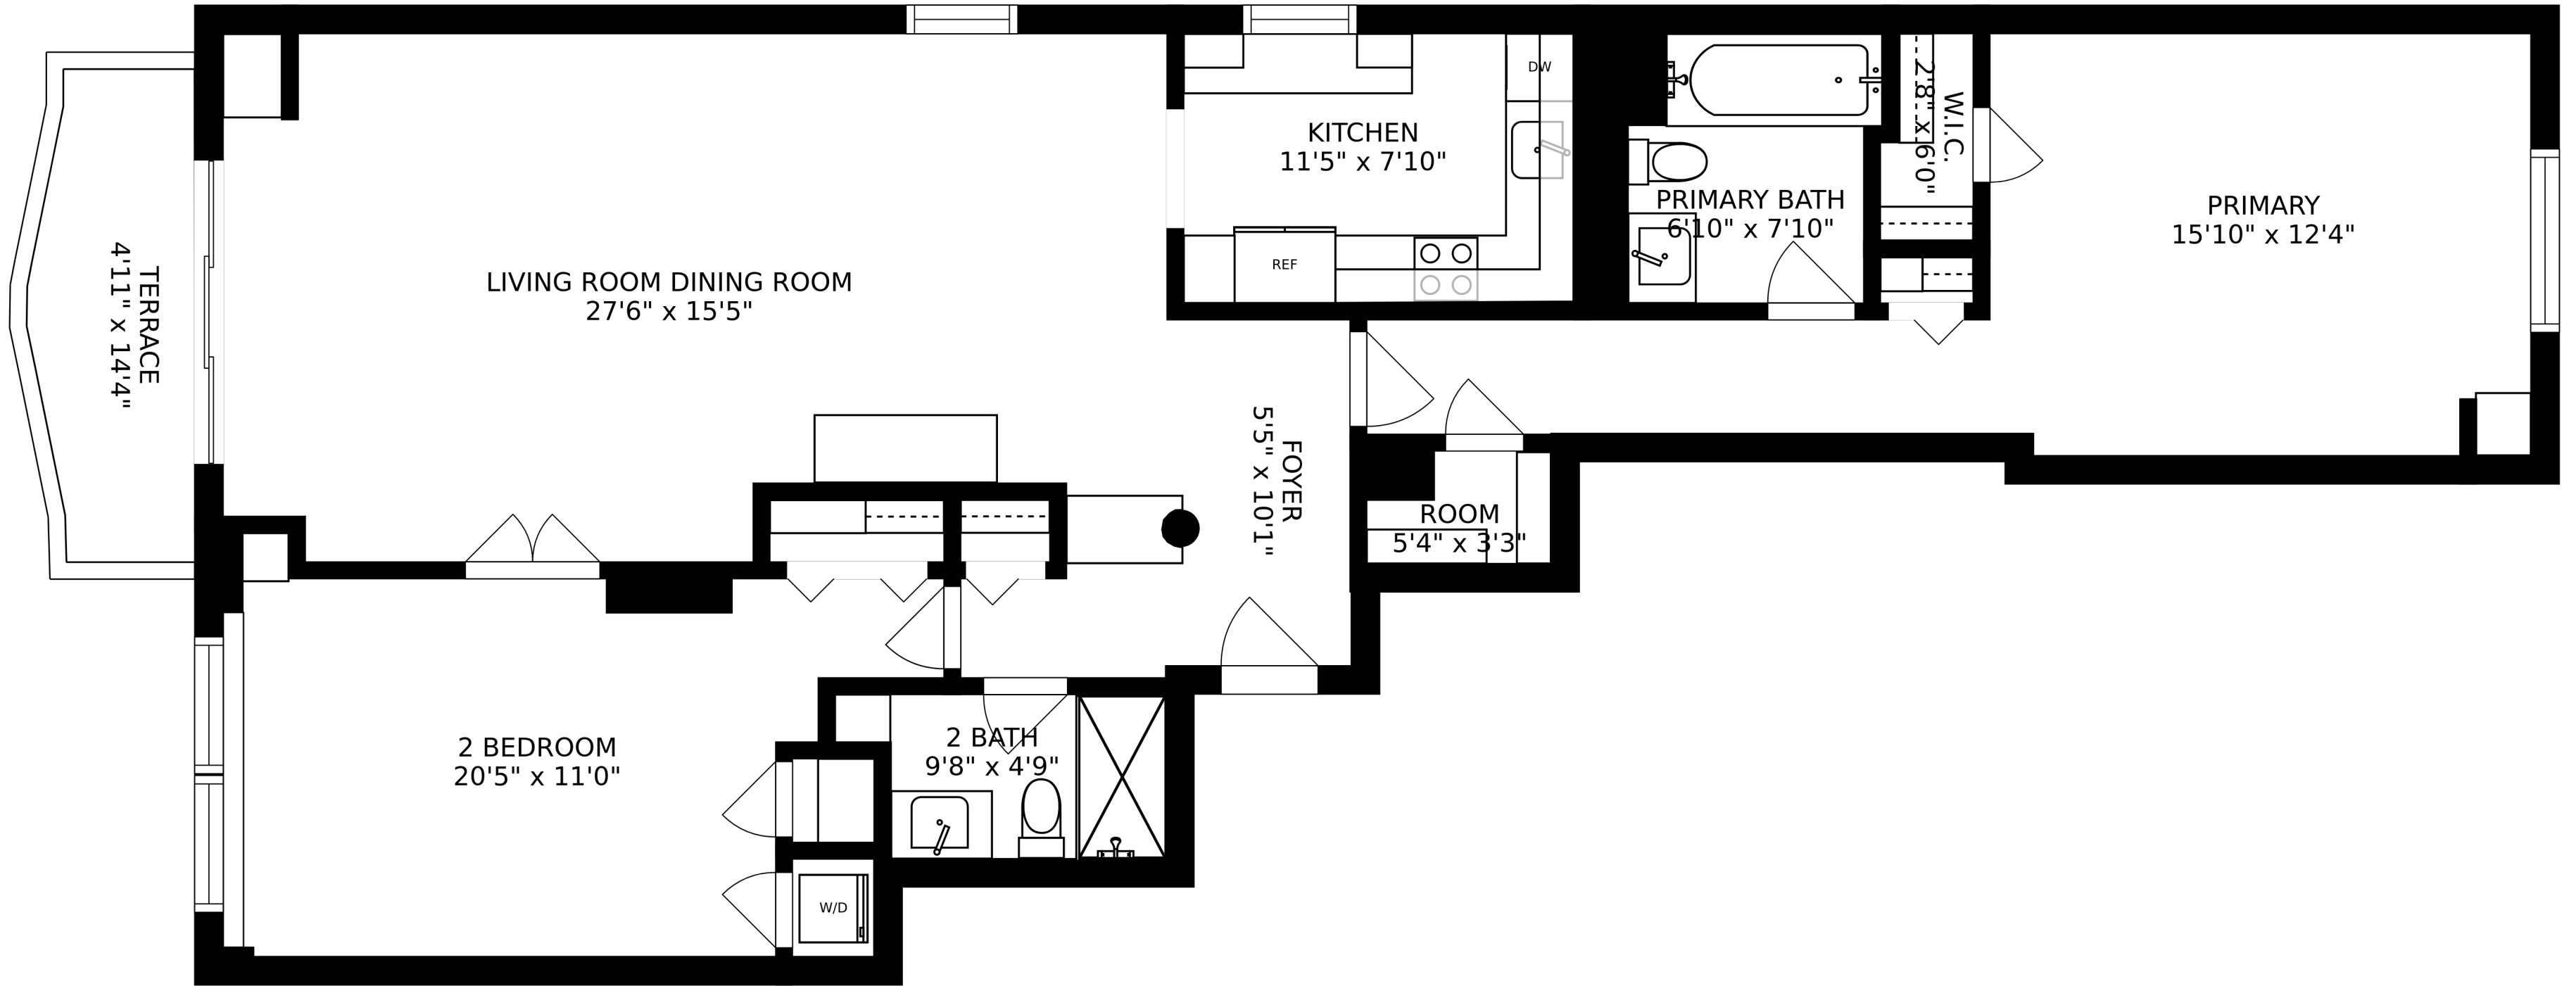 TERRACE
4'11" x 14'4"
LIVING ROOM DINING ROOM
27'6" x 15'5"
KITCHEN
11'5" x 7'10"
DW
REF
PRIMARY BATH
6'10" x 7'10"
W.I.C.
2'8" x 6'0"
PRIMARY
15'10" x 12'4"
FOYER
5'5" x 10'1"
ROOM
5'4" x 3'3"
2 BEDROOM
20'5" x 11'0"
2 BATH
9'8" x 4'9"
W/D